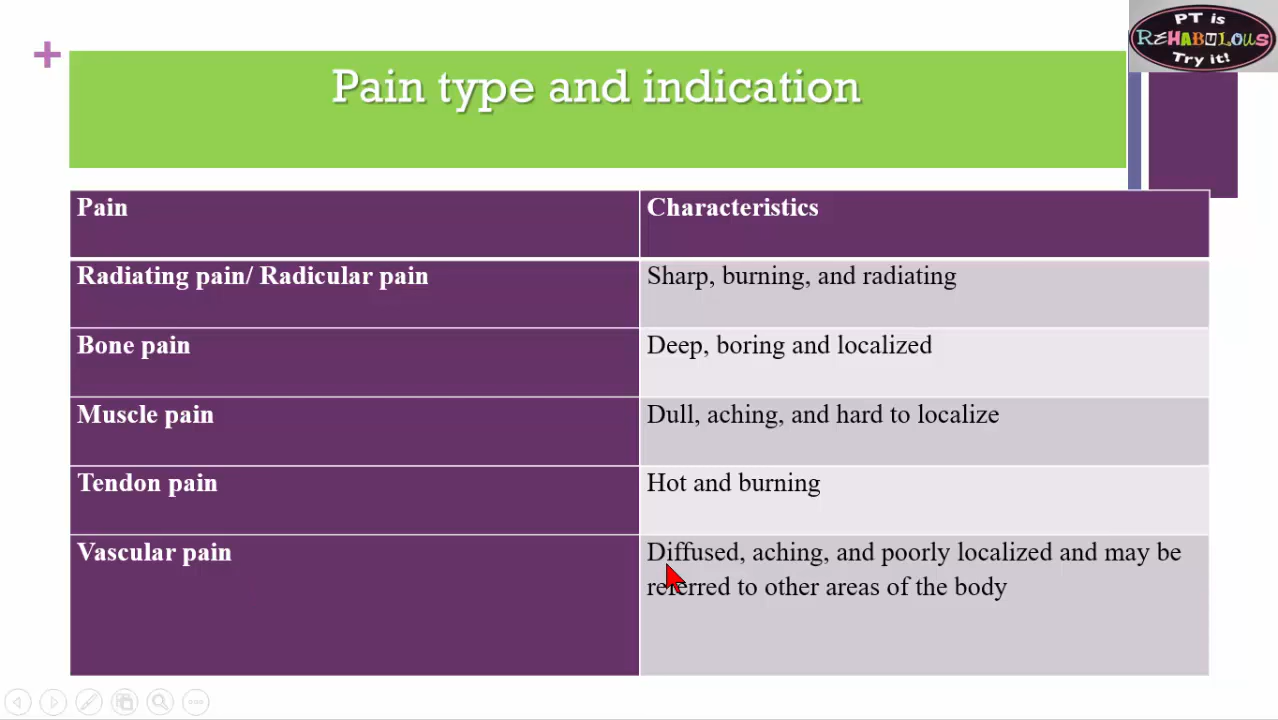 PT is
REHABULOUS
Try it!
+
Pain type and indication
Pain
Characteristics
Radiating pain/ Radicular pain
Sharp, burning, and radiating
Bone pain
Deep, boring and localized
Muscle pain
Dull, aching, and hard to localize
Tendon pain
Hot and burning
Vascular pain
Diffused, aching, and poorly localized and may be
referred to other areas of the body